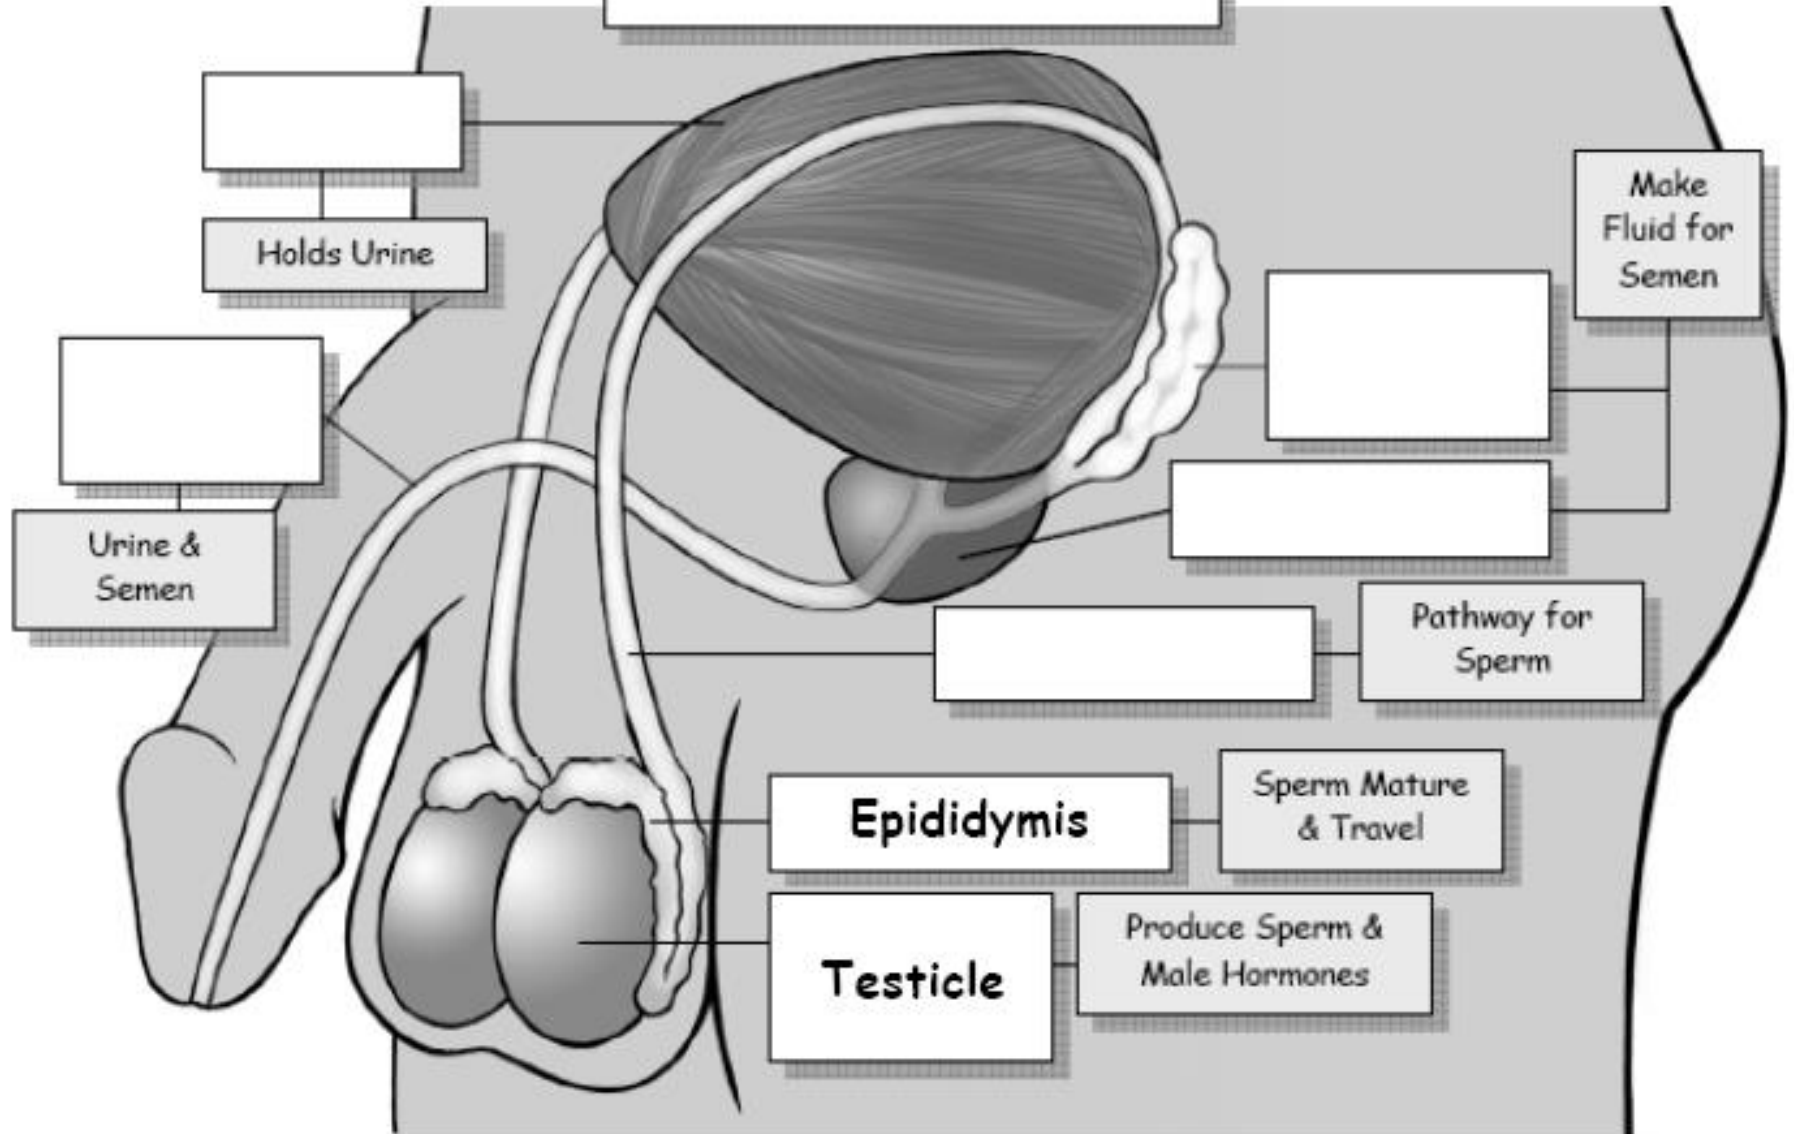 Holds Urine
Urine &
Semen
Make
Fluid for
Semen
Pathway for
Sperm
Epididymis
Sperm Mature
& Travel
Testicle
Produce Sperm &
Male Hormones